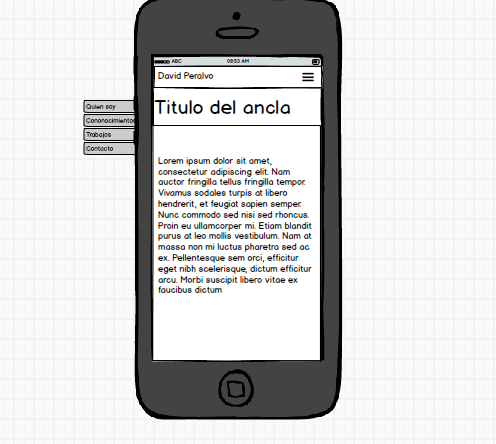 ABC 08:53 AM
David Peralvo
Titulo del ancla
Quien soy
Cononocimientos
Trabajos
Contacto
Lorem ipsum dolor sit amet,
consectetur adipiscing elit. Nam
auctor fringilla tellus fringilla tempor.
Vivamus sodales turpis at libero
hendrerit, et feugiat sapien semper.
Nunc commodo sed nisi sed rhoncus.
Proin eu ullamcorper mi. Etiam blandit
purus at leo mollis vestibulum. Nam at
massa non mi luctus pharetra sed ac
ex. Pellentesque sem orci, efficitur
eget nibh scelerisque, dictum efficitur
arcu. Morbi suscipit libero vitae ex
faucibus dictum